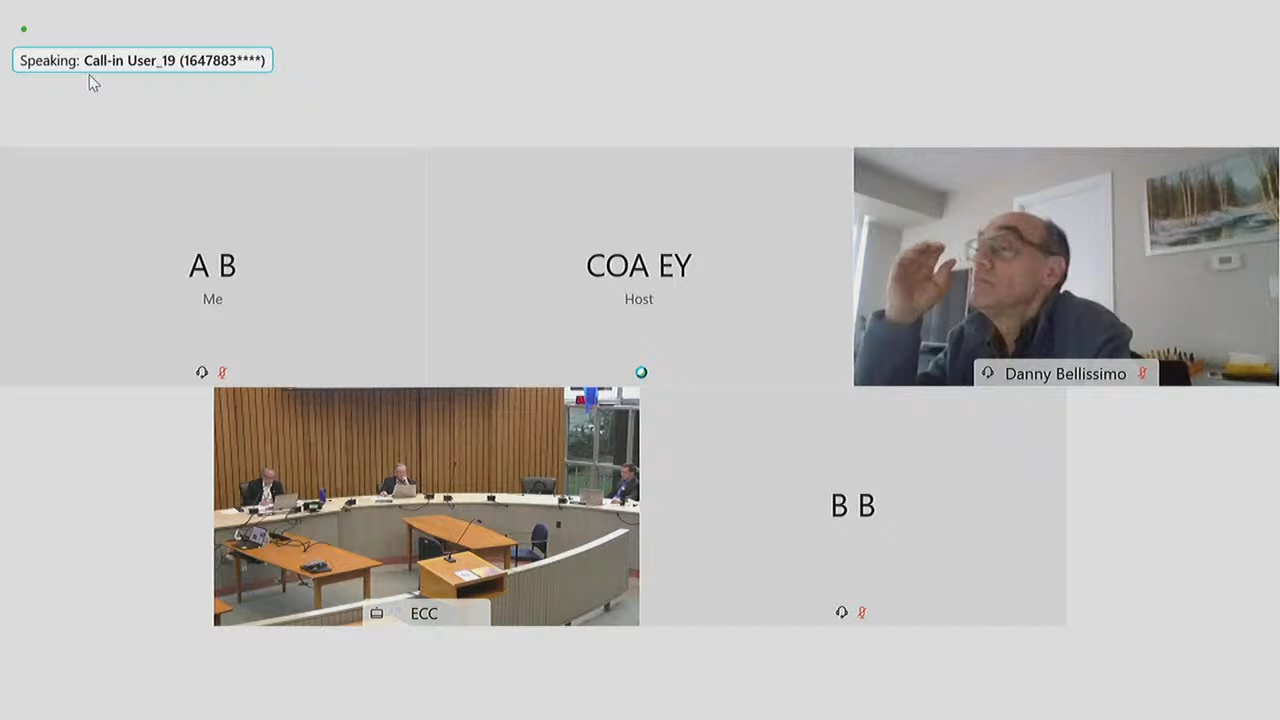 Speaking: Call-in User_19 (1647883****)
A B
Me
COA EY
Host
Danny Bellissimo
ECC
B B